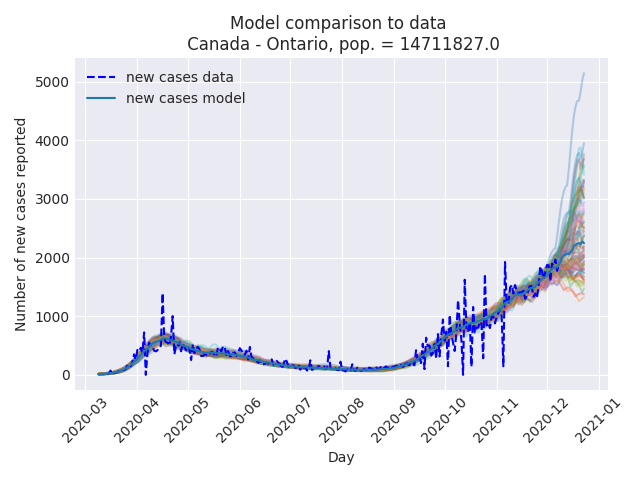 Model comparison to data
Canada - Ontario, pop. = 14711827.0
new cases data
new cases model
Number of new cases reported
5000
4000
3000
2000
1000
0
2020-03
2020-04
2020-05
2020-06
2020-07
2020-08
2020-09
2020-10
2020-11
2020-12
2021-01
Day